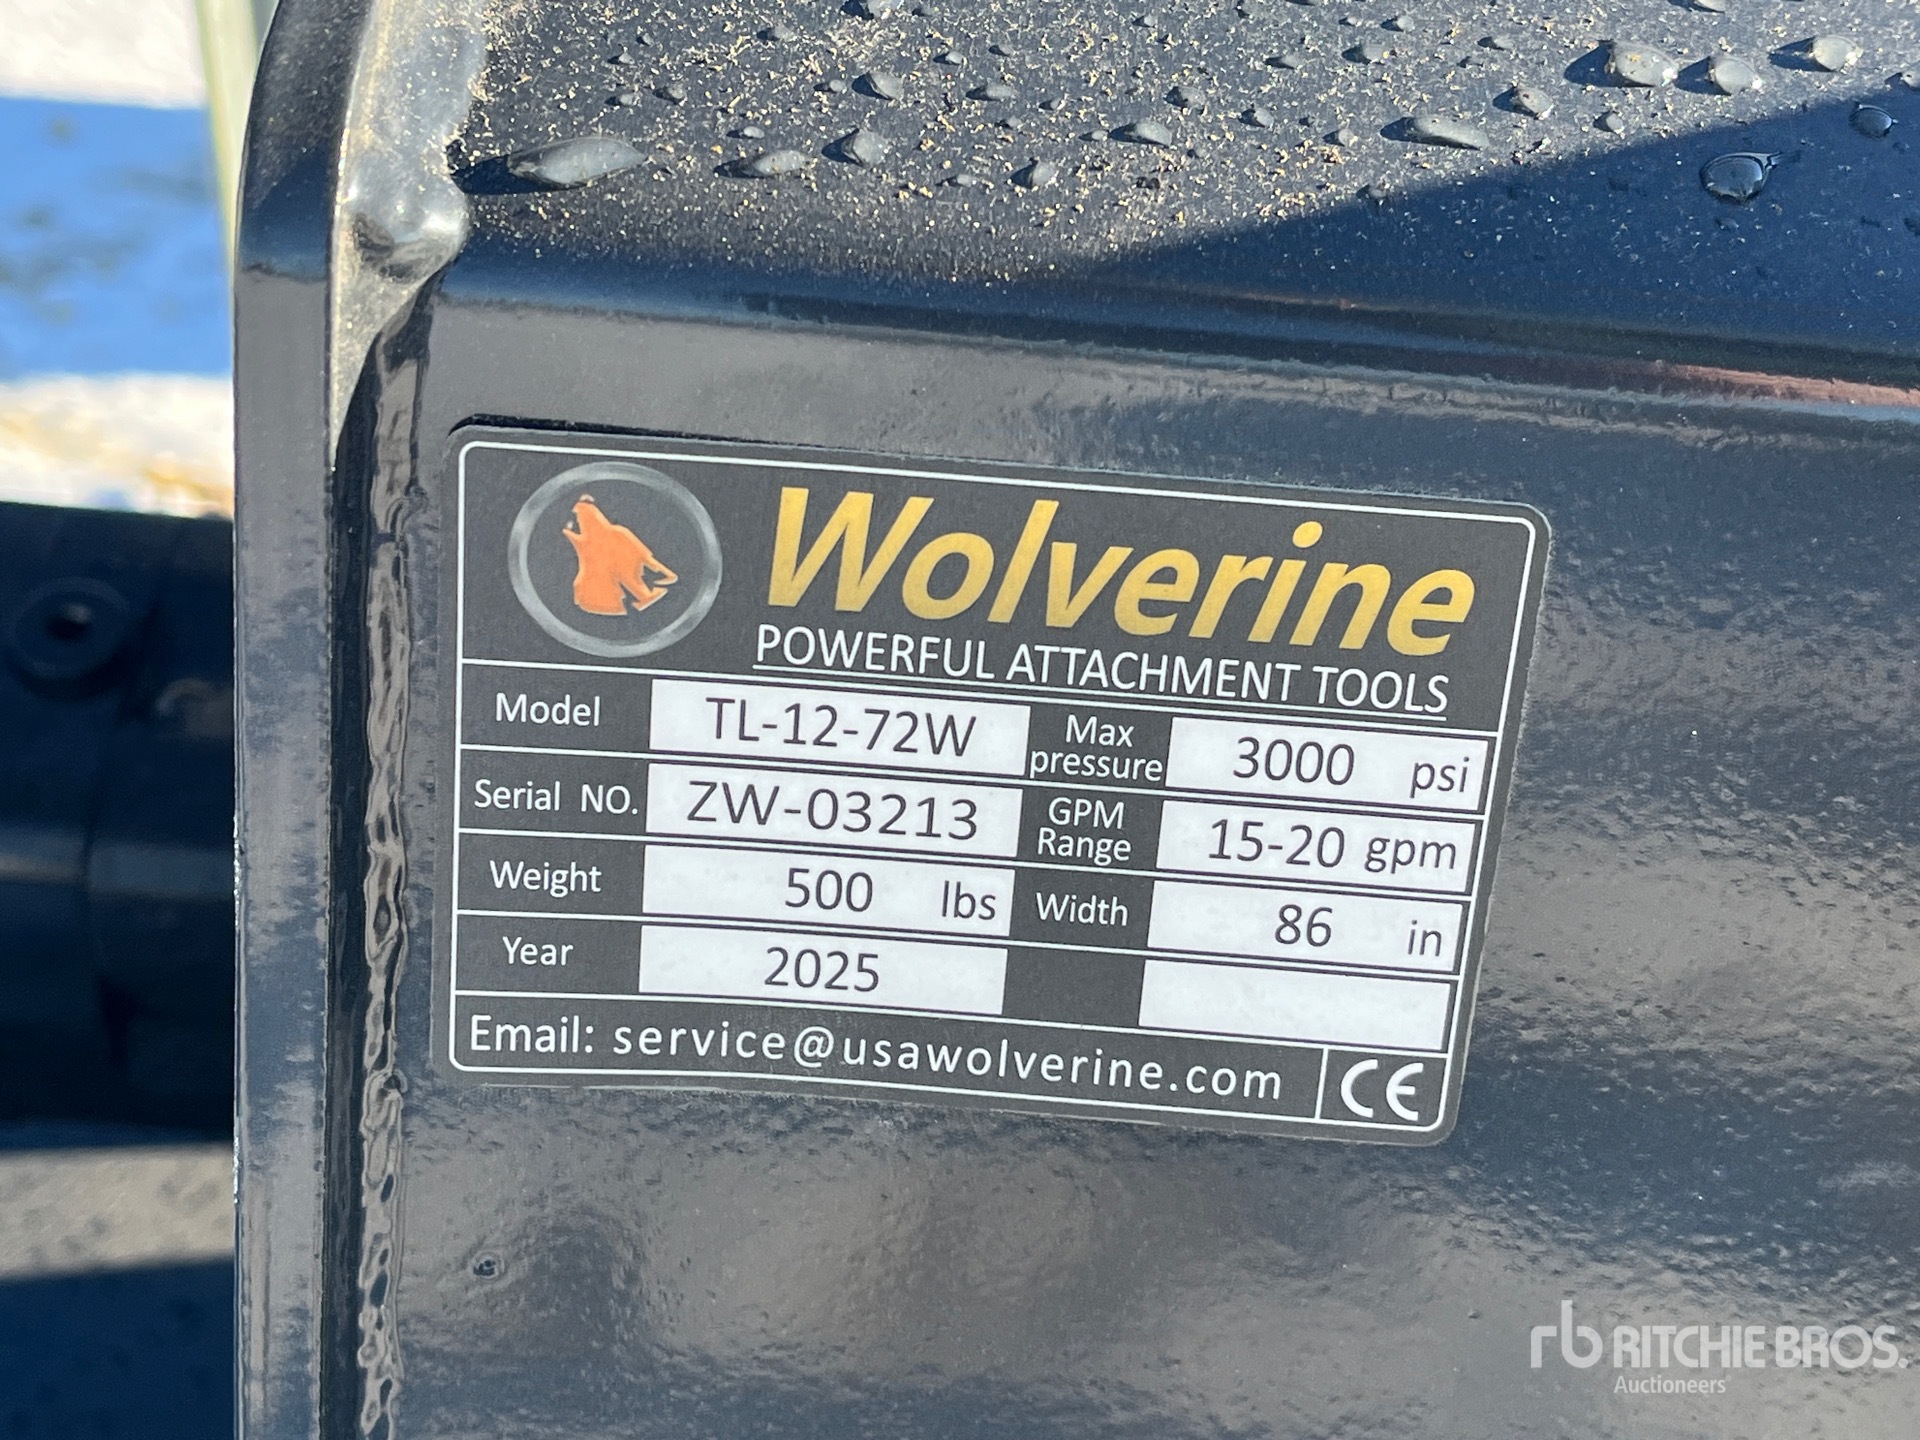 Wolverine
POWERFUL ATTACHMENT TOOLS
Model TL-12-72W Max pressure 3000 psi
Serial NO. ZW-03213 GPM Range 15-20 gpm
Weight 500 lbs Width 86 in
Year 2025
Email: service@usawolverine.com CE
rb RITCHIE BROS.
Auctioneers